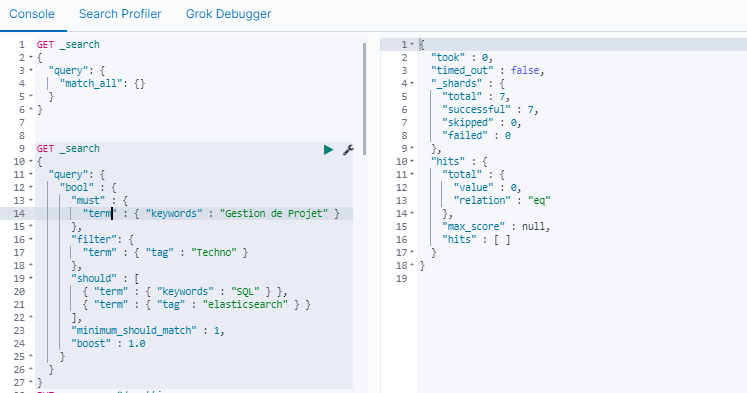 Console Search Profiler Grok Debugger
1 GET _search
2 {
3 "query": {
4 "match_all": {}
5 }
6 }
7
8
9 GET _search
10 {
11 "query": {
12 "bool" : {
13 "must" : {
14 "term" : { "keywords" : "Gestion de Projet" }
15 },
16 "filter": {
17 "term" : { "tag" : "Techno" }
18 },
19 "should" : [
20 { "term" : { "keywords" : "SQL" } },
21 { "term" : { "tag" : "elasticsearch" } }
22 ],
23 "minimum_should_match" : 1,
24 "boost" : 1.0
25 }
26 }
27 }
1 {
2 "took" : 0,
3 "timed_out" : false,
4 "_shards" : {
5 "total" : 7,
6 "successful" : 7,
7 "skipped" : 0,
8 "failed" : 0
9 },
10 "hits" : {
11 "total" : {
12 "value" : 0,
13 "relation" : "eq"
14 },
15 "max_score" : null,
16 "hits" : [ ]
17 }
18 }
19